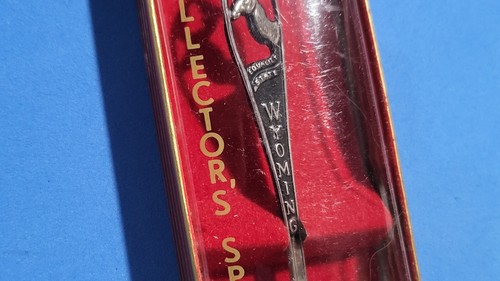 LLECTOR'S SP
COWBOY
STATE
WYOMING